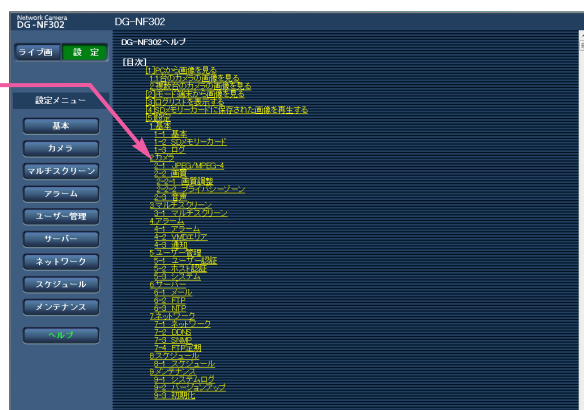 Network Camera
DG-NF302
DG-NF302
ライブ画
設 定
設定メニュー
基本
カメラ
マルチスクリーン
アラーム
ユーザー管理
サーバー
ネットワーク
スケジュール
メンテナンス
ヘルプ
DG-NF302ヘルプ
[目次]
[1]PCから画像を見る
1.1台のカメラの画像を見る
2.複数台のカメラの画像を見る
[2]モード端末から画像を見る
[3]ログリストを表示する
[4]SDメモリーカードに保存された画像を再生する
[5]設定
1.基本
1-1 基本
1-2 SDメモリーカード
1-3 ログ
2.カメラ
2-1 JPEG/MPEG-4
2-2 画質
2-2-1 画質調整
2-2-2 プライバシーゾーン
2-3 音声
3.マルチスクリーン
3-1 マルチスクリーン
4.アラーム
4-1 アラーム
4-2 VMDエリア
4-3 通知
5.ユーザー管理
5-1 ユーザー認証
5-2 ホスト認証
5-3 システム
6.サーバー
6-1 メール
6-2 FTP
6-3 NTP
7.ネットワーク
7-1 ネットワーク
7-2 DDNS
7-3 SNMP
7-4 FTP定期
8.スケジュール
8-1 スケジュール
9.メンテナンス
9-1 システムログ
9-2 バージョンアップ
9-3 初期化